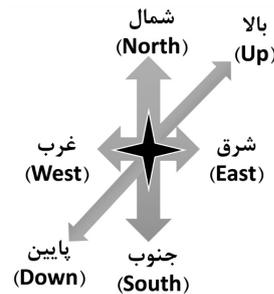 شمال
(North)
بالا
(Up)
غرب
(West)
شرق
(East)
پایین
(Down)
جنوب
(South)